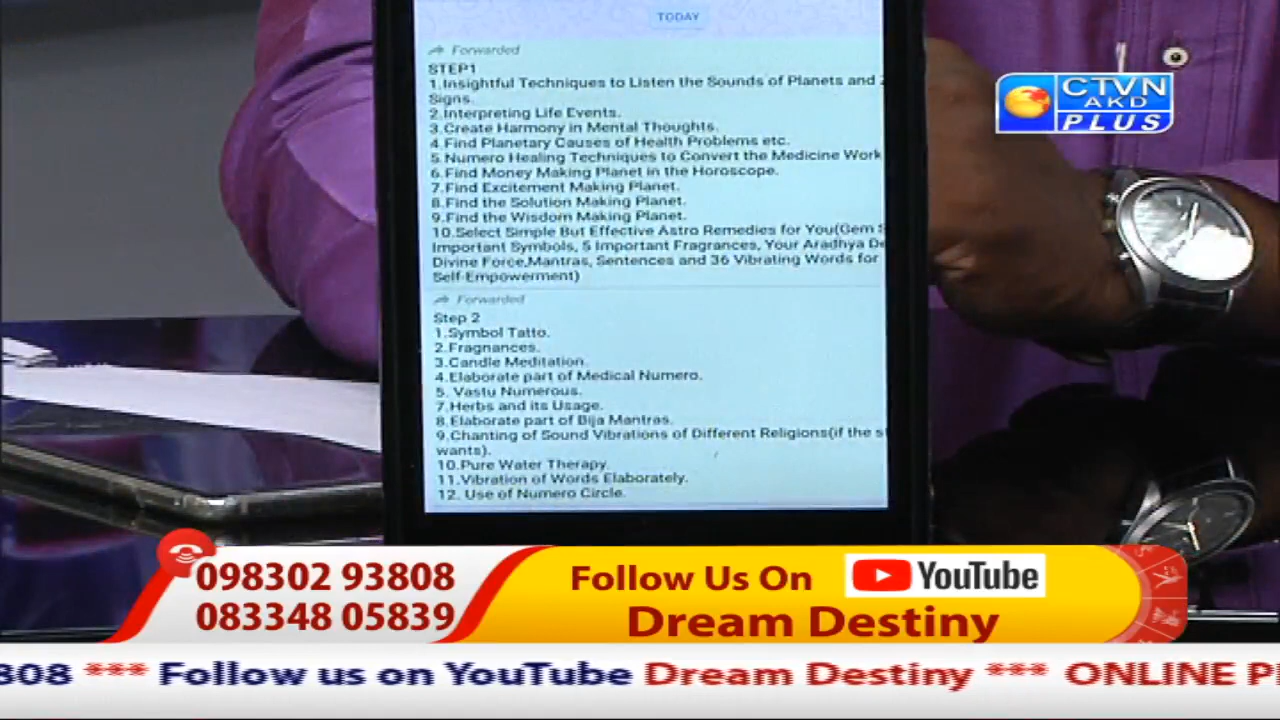 TODAY
Forwarded
STEP1
1.Insightful Techniques to Listen the Sounds of Planets and
Signs.
2.Interpreting Life Events.
3.Create Harmony in Mental Thoughts.
4.Find Planetary Causes of Health Problems etc.
5.Numero Healing Techniques to Convert the Medicine Work
6.Find Money Making Planet in the Horoscope.
7.Find Excitement Making Planet.
8.Find the Solution Making Planet.
9.Find the Wisdom Making Planet.
10.Select Simple But Effective Astro Remedies for You(Gem
Important Symbols, 5 Important Fragrances, Your Aradhya
Divine Force,Mantras, Sentences and 36 Vibrating Words for
Self-Empowerment)
Forwarded
Step 2
1.Symbol Tatto.
2.Fragnances.
3.Candle Meditation.
4.Elaborate part of Medical Numero.
5. Vastu Numerous.
7.Herbs and its Usage.
8.Elaborate part of Bija Mantras.
9.Chanting of Sound Vibrations of Different Religions(if the
wants).
10.Pure Water Therapy.
11.Vibration of Words Elaborately.
12. Use of Numero Circle.
CTVN
AKD
PLUS
098302 93808
083348 05839
Follow Us On YouTube
Dream Destiny
808 *** Follow us on YouTube Dream Destiny *** ONLINE